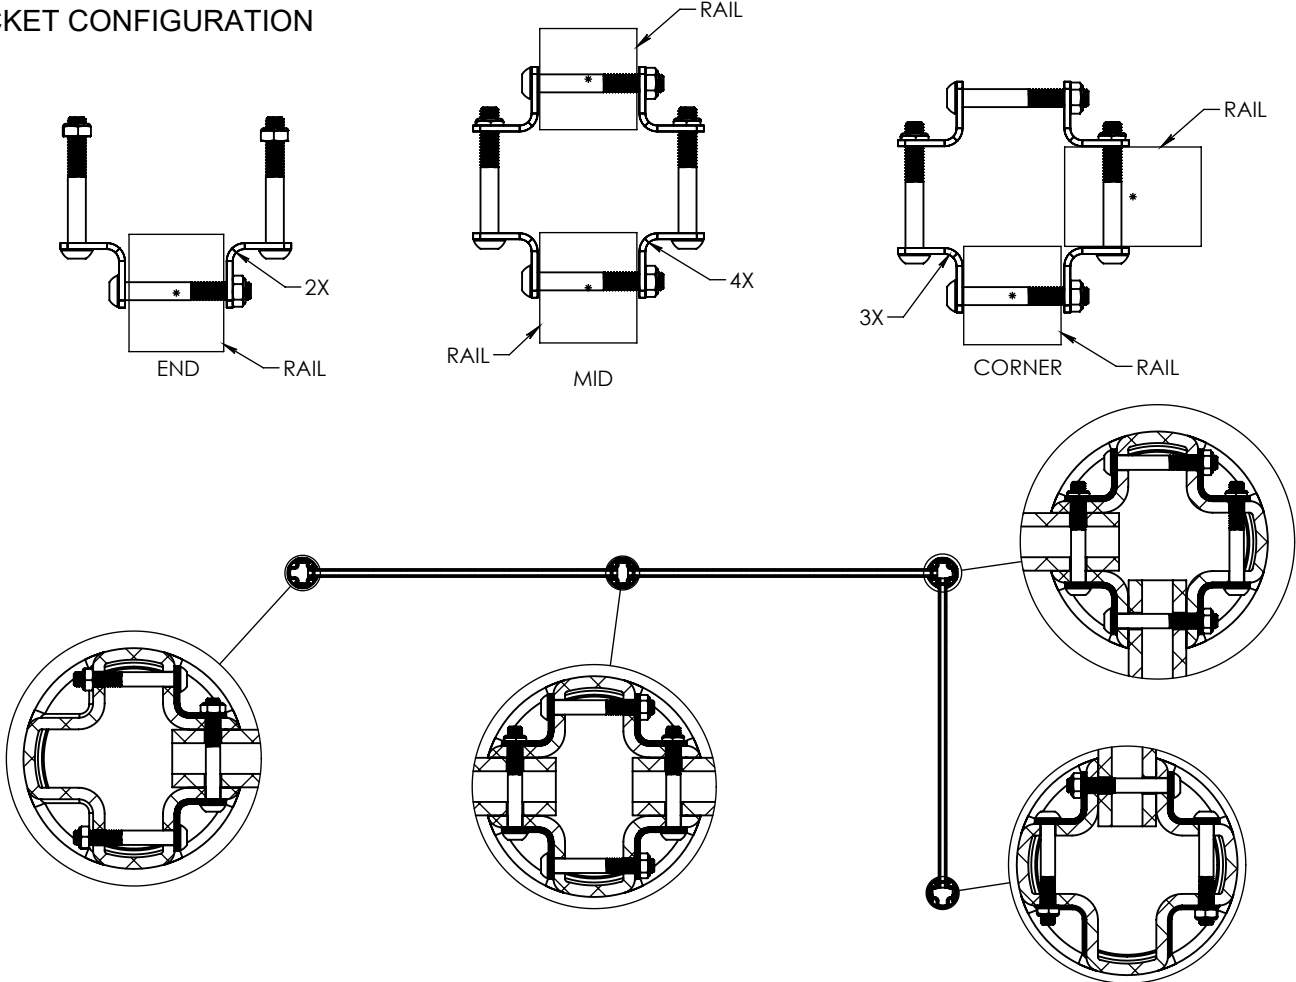 CKET CONFIGURATION
RAIL
RAIL
2X
4X
3X
RAIL
END
RAIL
MID
CORNER
RAIL